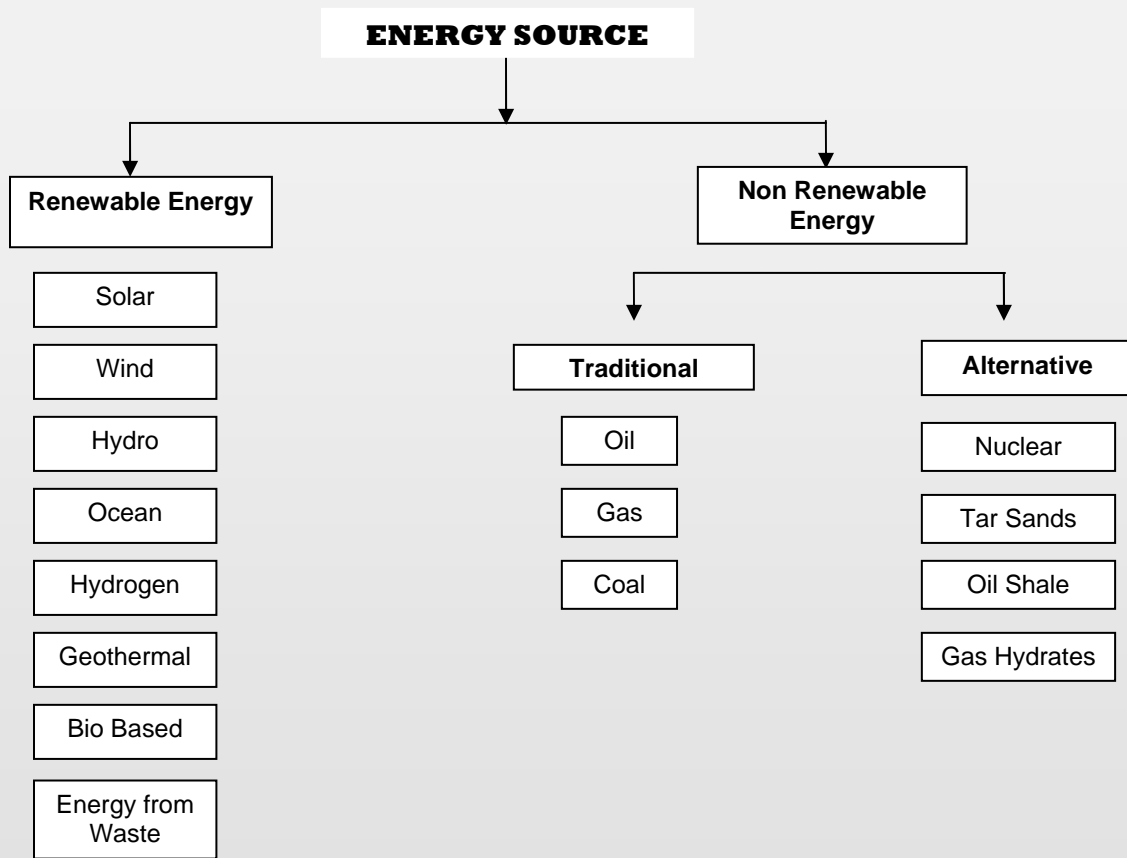 ENERGY SOURCE
Renewable Energy
Non Renewable
Energy
Solar
Wind
Hydro
Ocean
Hydrogen
Geothermal
Bio Based
Energy from
Waste
Traditional
Oil
Gas
Coal
Alternative
Nuclear
Tar Sands
Oil Shale
Gas Hydrates